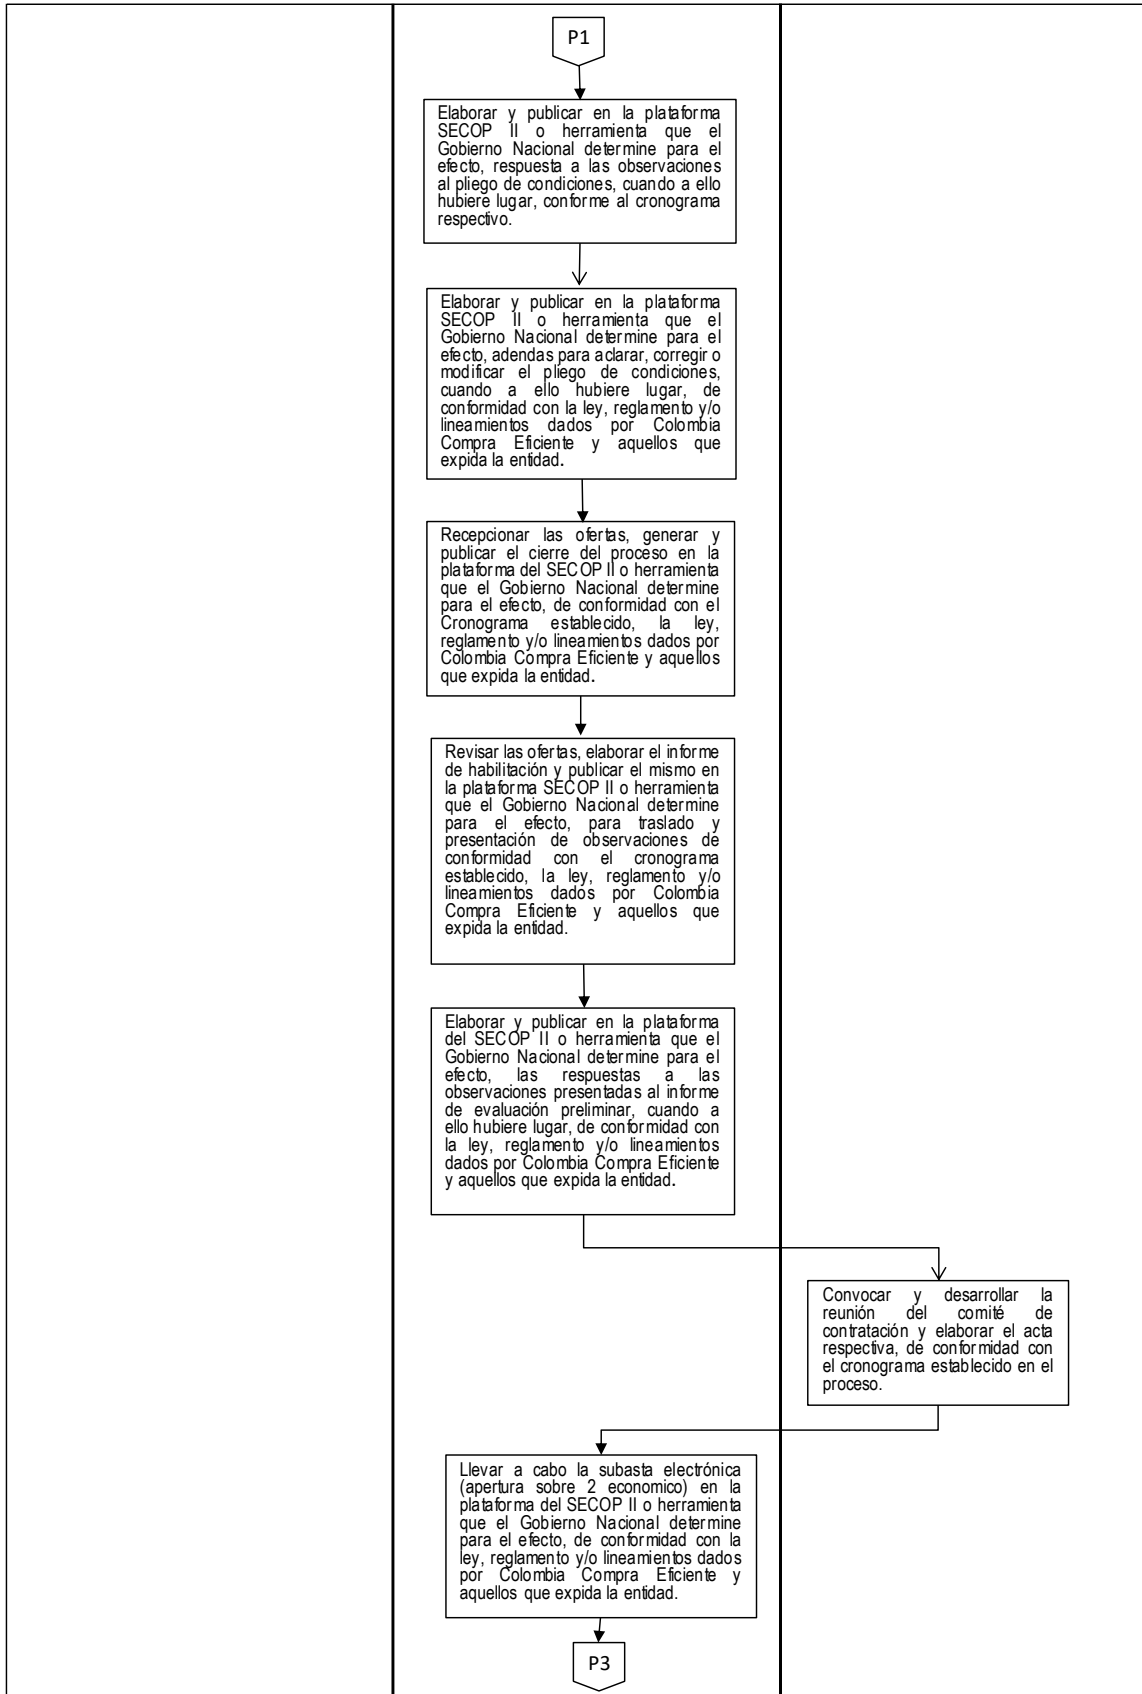 P1
Elaborar y publicar en la plataforma
SECOP II o herramienta que el
Gobierno Nacional determine para el
efecto, respuesta a las observaciones
al pliego de condiciones, cuando a ello
hubiere lugar, conforme al cronograma
respectivo.
Elaborar y publicar en la plataforma
SECOP II o herramienta que el
Gobierno Nacional determine para el
efecto, adendas para aclarar, corregir o
modificar el pliego de condiciones,
cuando a ello hubiere lugar, de
conformidad con la ley, reglamento y/o
lineamientos dados por Colombia
Compra Eficiente y aquellos que
expida la entidad.
Recepcionar las ofertas, generar y
publicar el cierre del proceso en la
plataforma del SECOP II o herramienta
que el Gobierno Nacional determine
para el efecto, de conformidad con el
Cronograma establecido, la ley,
reglamento y/o lineamientos dados por
Colombia Compra Eficiente y aquellos
que expida la entidad.
Revisar las ofertas, elaborar el informe
de habilitación y publicar el mismo en
la plataforma SECOP II o herramienta
que el Gobierno Nacional determine
para el efecto, para traslado y
presentación de observaciones de
conformidad con el cronograma
establecido, la ley, reglamento y/o
lineamientos dados por Colombia
Compra Eficiente y aquellos que
expida la entidad.
Elaborar y publicar en la plataforma
del SECOP II o herramienta que el
Gobierno Nacional determine para el
efecto, las respuestas a las
observaciones presentadas al informe
de evaluación preliminar, cuando a
ello hubiere lugar, de conformidad con
la ley, reglamento y/o lineamientos
dados por Colombia Compra Eficiente
y aquellos que expida la entidad.
Convocar y desarrollar la
reunión del comité de
contratación y elaborar el acta
respectiva, de conformidad con
el cronograma establecido en el
proceso.
Llevar a cabo la subasta electrónica
(apertura sobre 2 economico) en la
plataforma del SECOP II o herramienta
que el Gobierno Nacional determine
para el efecto, de conformidad con la
ley, reglamento y/o lineamientos dados
por Colombia Compra Eficiente y
aquellos que expida la entidad.
P3